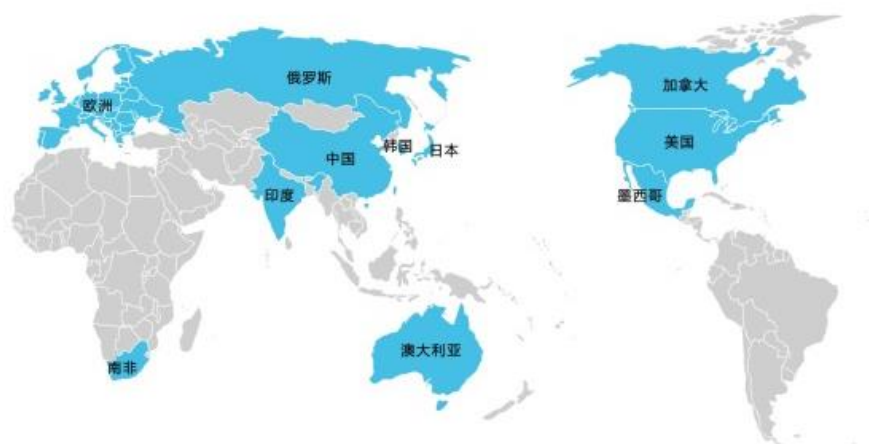 俄罗斯
加拿大
欧洲
美国
韩国
日本
中国
印度
墨西哥
澳大利亚
南非